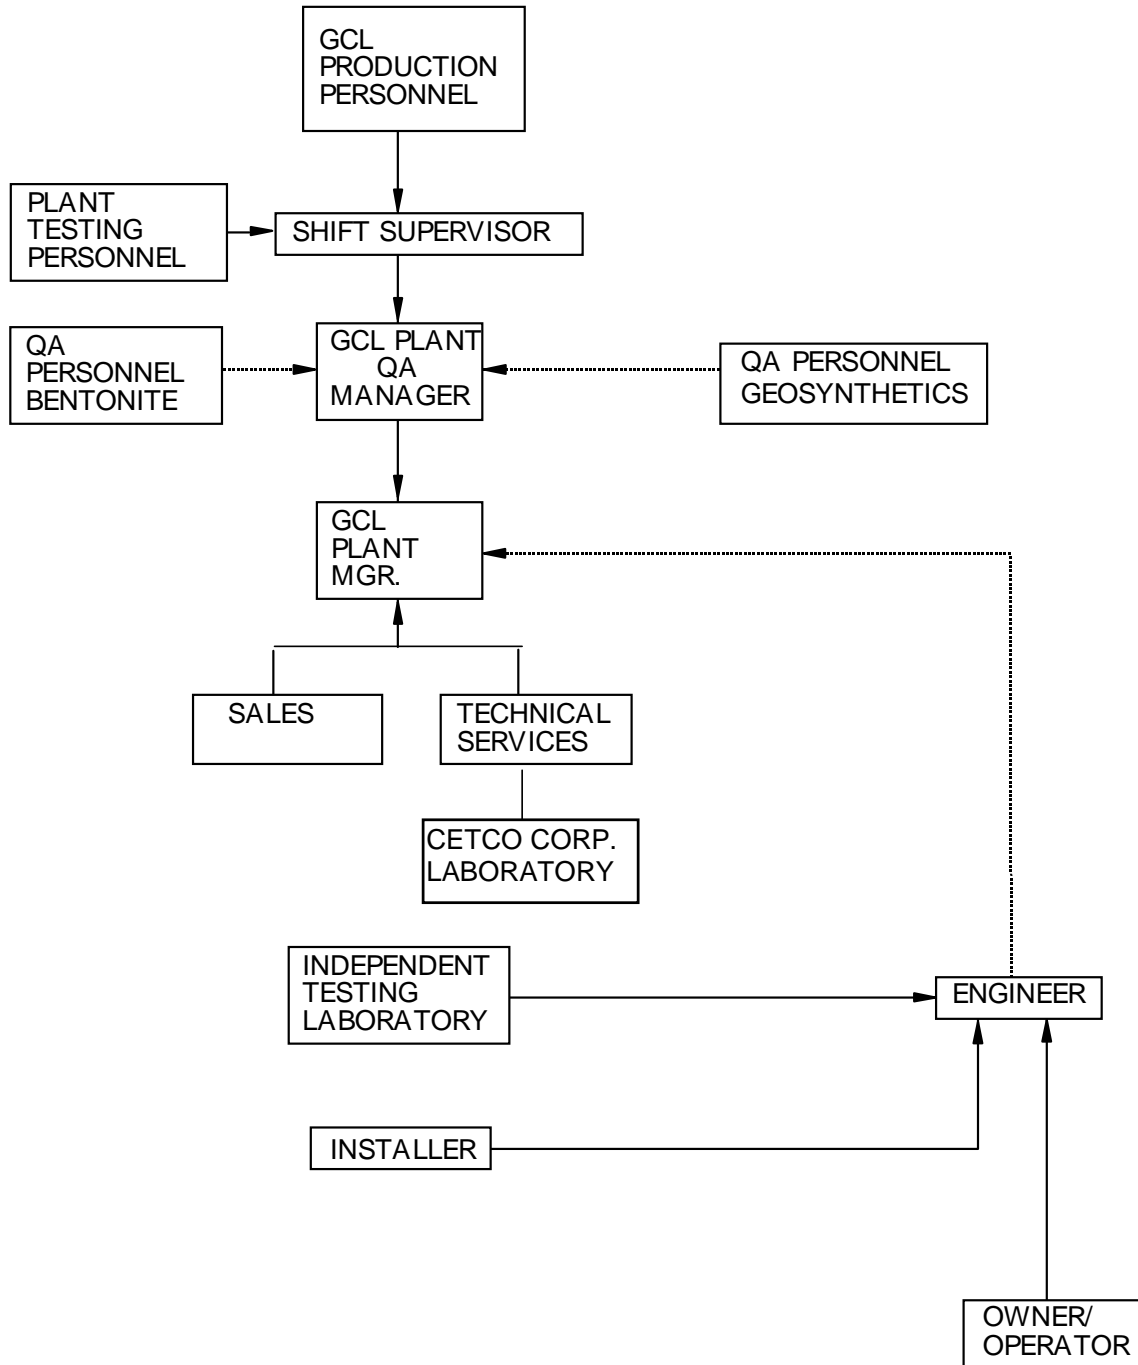 GCL
PRODUCTION
PERSONNEL
PLANT
TESTING
PERSONNEL
SHIFT SUPERVISOR
QA
PERSONNEL
BENTONITE
GCL PLANT
QA
MANAGER
QA PERSONNEL
GEOSYNTHETICS
GCL
PLANT
MGR.
SALES
TECHNICAL
SERVICES
CETCO CORP.
LABORATORY
INDEPENDENT
TESTING
LABORATORY
ENGINEER
INSTALLER
OWNER/
OPERATOR